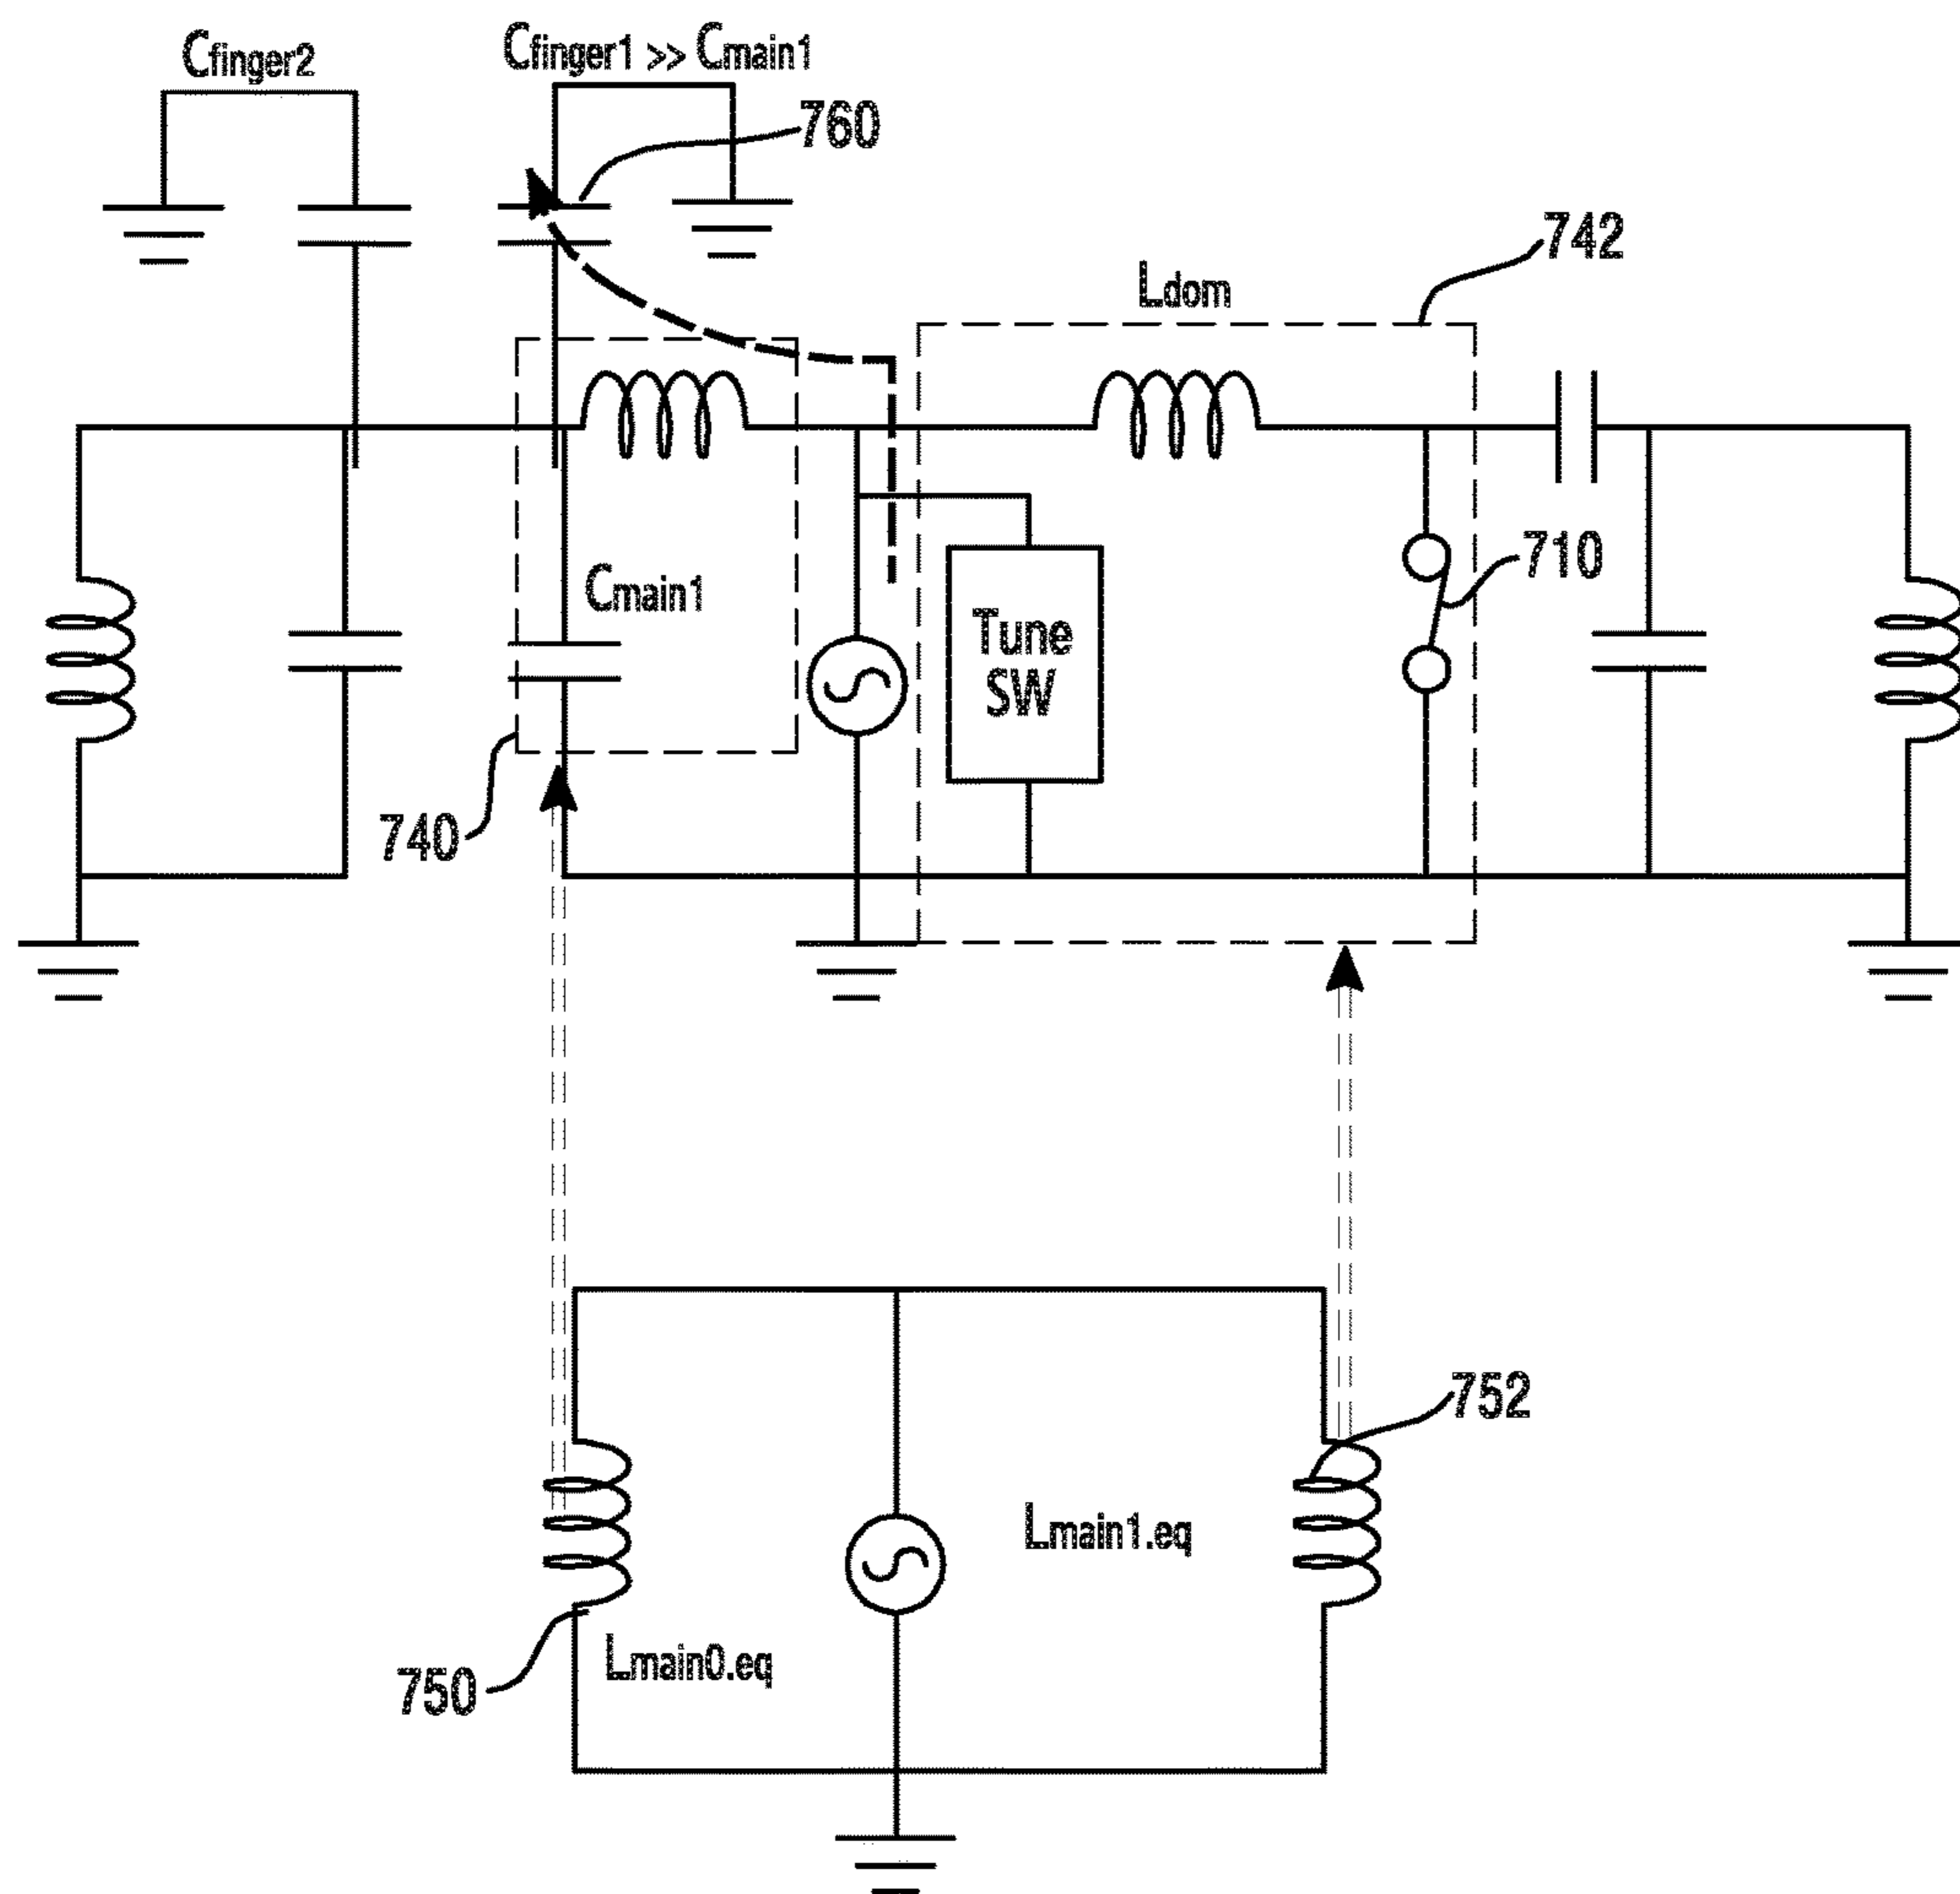 Cfinger2
Cfinger1 >> Cmain1
760
742
Ldom
710
Cmain1
Tune
SW
740
752
Lmain1.eq
Lmain0.eq
750